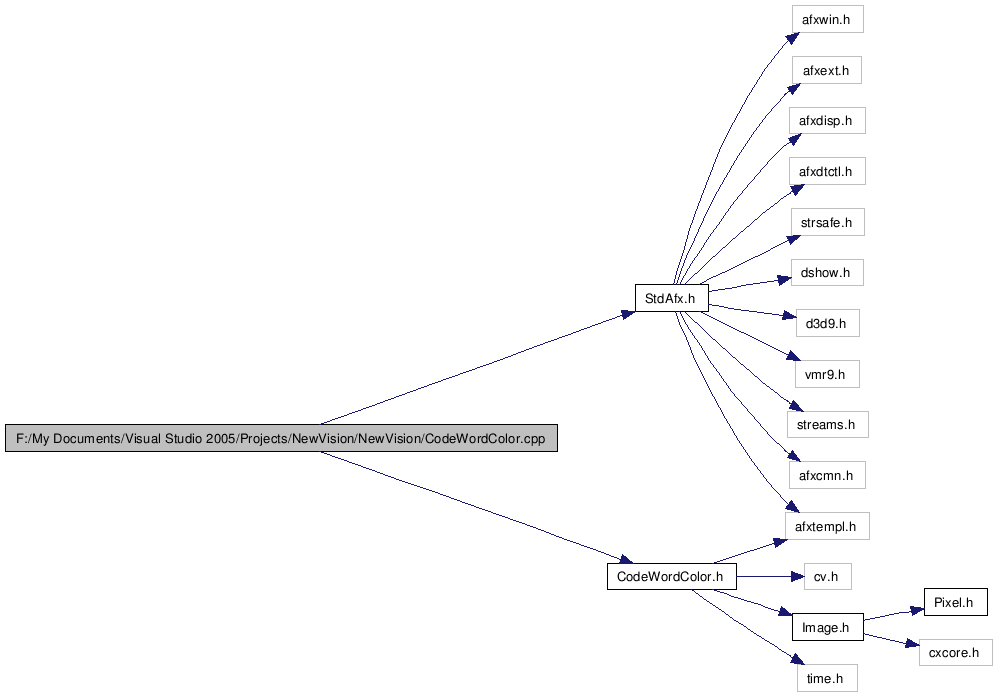 afxwin.h
afxext.h
afxdisp.h
afxdtctl.h
strsafe.h
dshow.h
StdAfx.h
d3d9.h
vmr9.h
streams.h
F:/My Documents/Visual Studio 2005/Projects/NewVision/NewVision/CodeWordColor.cpp
afxcmn.h
afxtempl.h
CodeWordColor.h
cv.h
Pixel.h
Image.h
cxcore.h
time.h